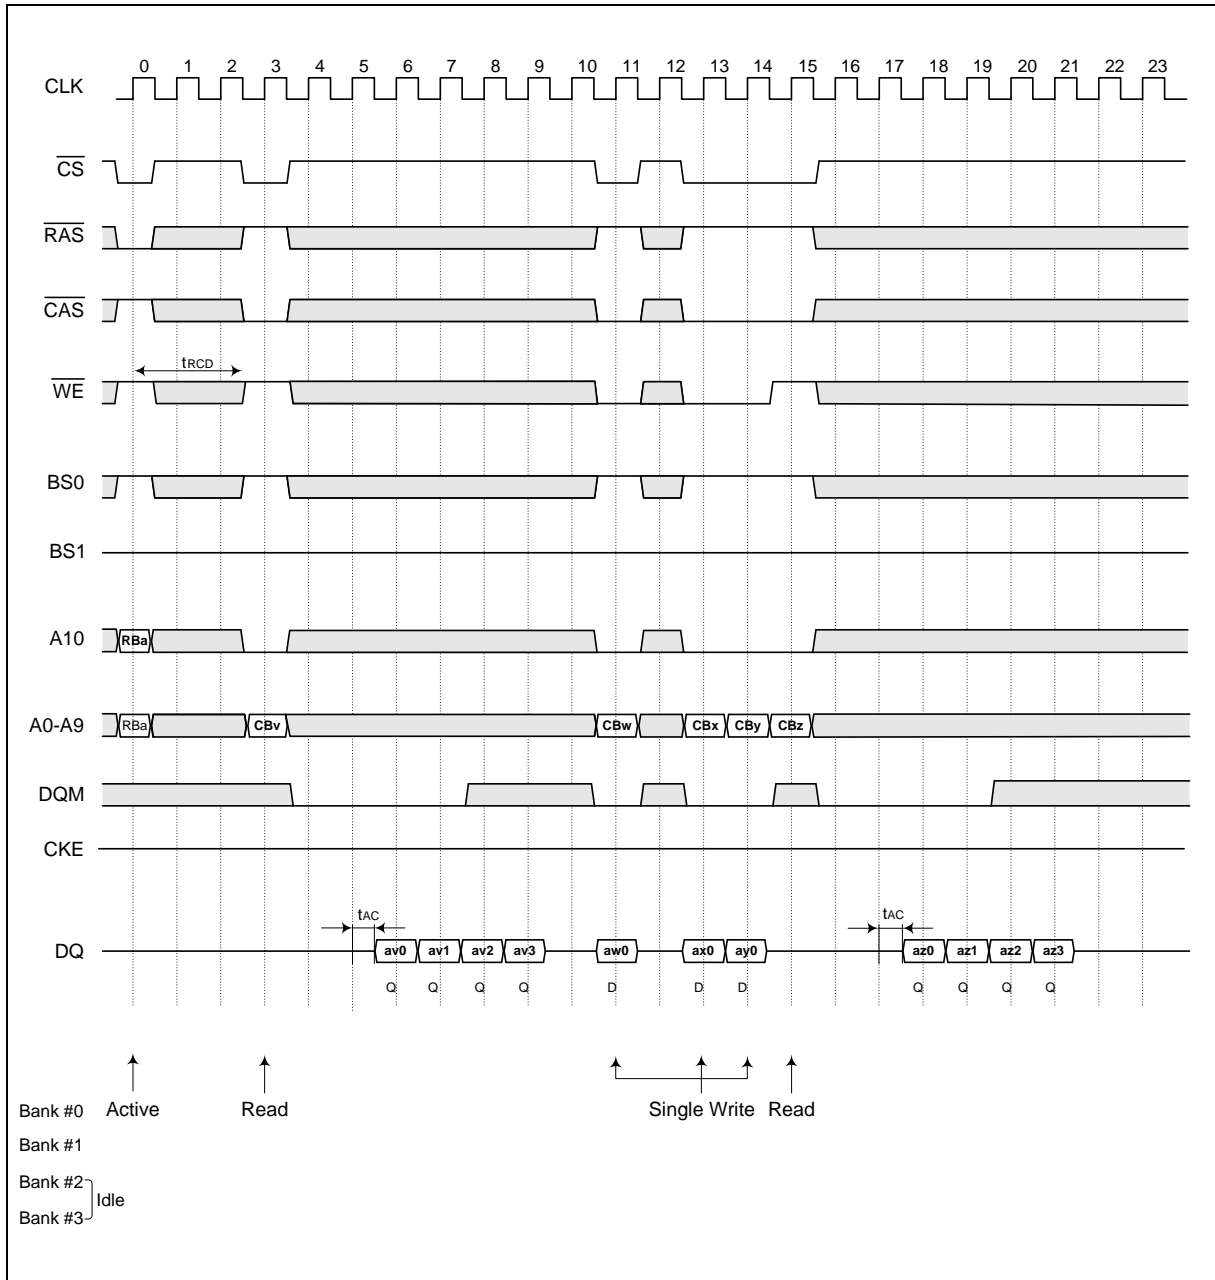 0 1 2 3 4 5 6 7 8 9 10 11 12 13 14 15 16 17 18 19 20 21 22 23
CLK
CS
RAS
CAS
tRCD
WE
BS0
BS1
A10 RBa
A0-A9 RBa CBv CBw CBx CBy CBz
DQM
CKE
tAC tAC
DQ av0 av1 av2 av3 aw0 ax0 ay0 az0 az1 az2 az3
Q Q Q Q D D D Q Q Q Q
Bank #0 Active Read Single Write Read
Bank #1
Bank #2
Idle
Bank #3